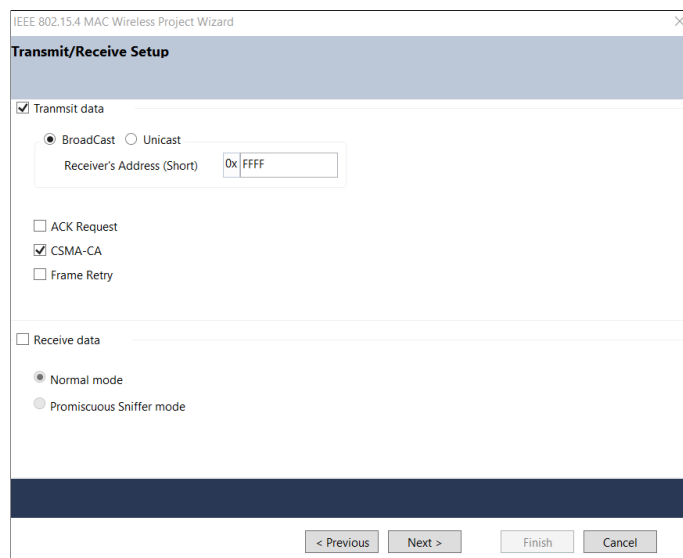 IEEE 802.15.4 MAC Wireless Project Wizard
Transmit/Receive Setup
Tranmsit data
BroadCast Unicast
Receiver's Address (Short) 0x FFFF
ACK Request
CSMA-CA
Frame Retry
Receive data
Normal mode
Promiscuous Sniffer mode
< Previous Next > Finish Cancel